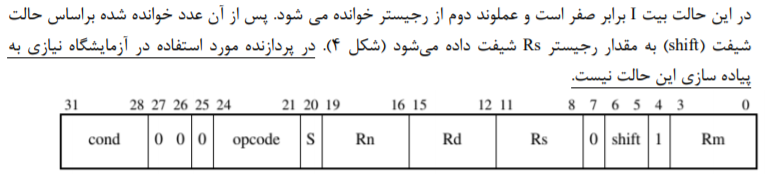 در این حالت بیت I برابر صفر است و عملوند دوم از رجیستر خوانده می شود. پس از آن عدد خوانده شده براساس حالت
شیفت (shift) به مقدار رجیستر Rs شیفت داده می‌شود (شکل ۴). در پردازنده مورد استفاده در آزمایشگاه نیازی به
پیاده سازی این حالت نیست.
31 28 27 26 25 24 21 20 19 16 15 12 11 8 7 6 5 4 3 0
cond 0 0 0 opcode S Rn Rd Rs 0 shift 1 Rm